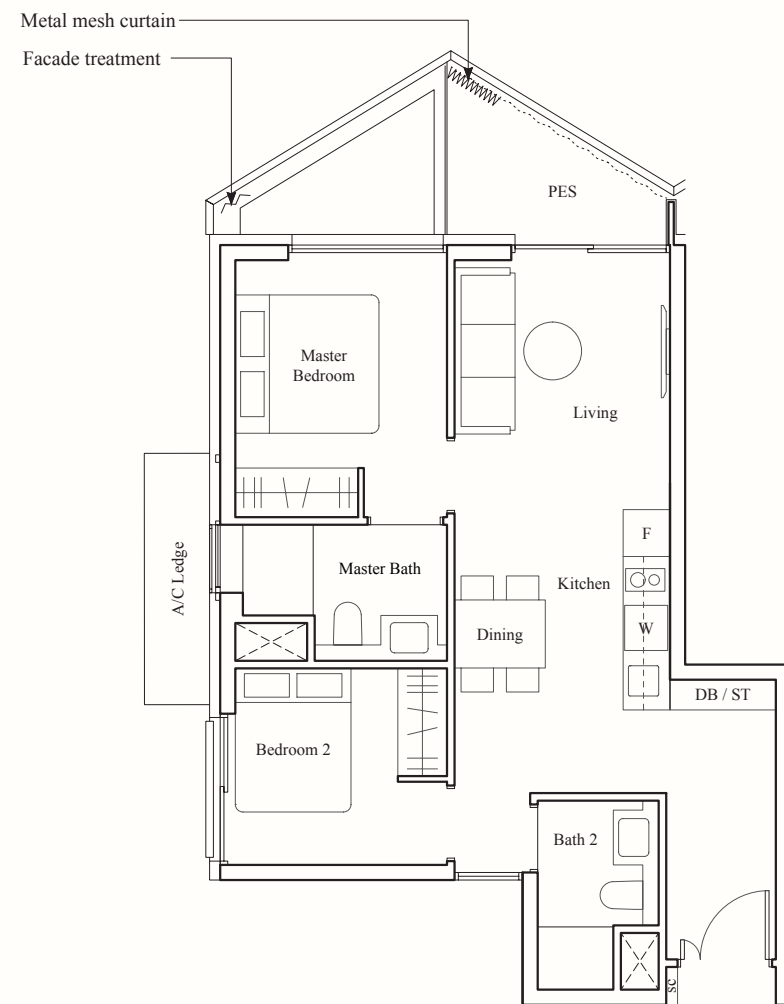 Metal mesh curtain
Facade treatment
PES
Master
Bedroom
Living
A/C Ledge
F
Master Bath
Kitchen
Dining
W
DB / ST
Bedroom 2
Bath 2
SC